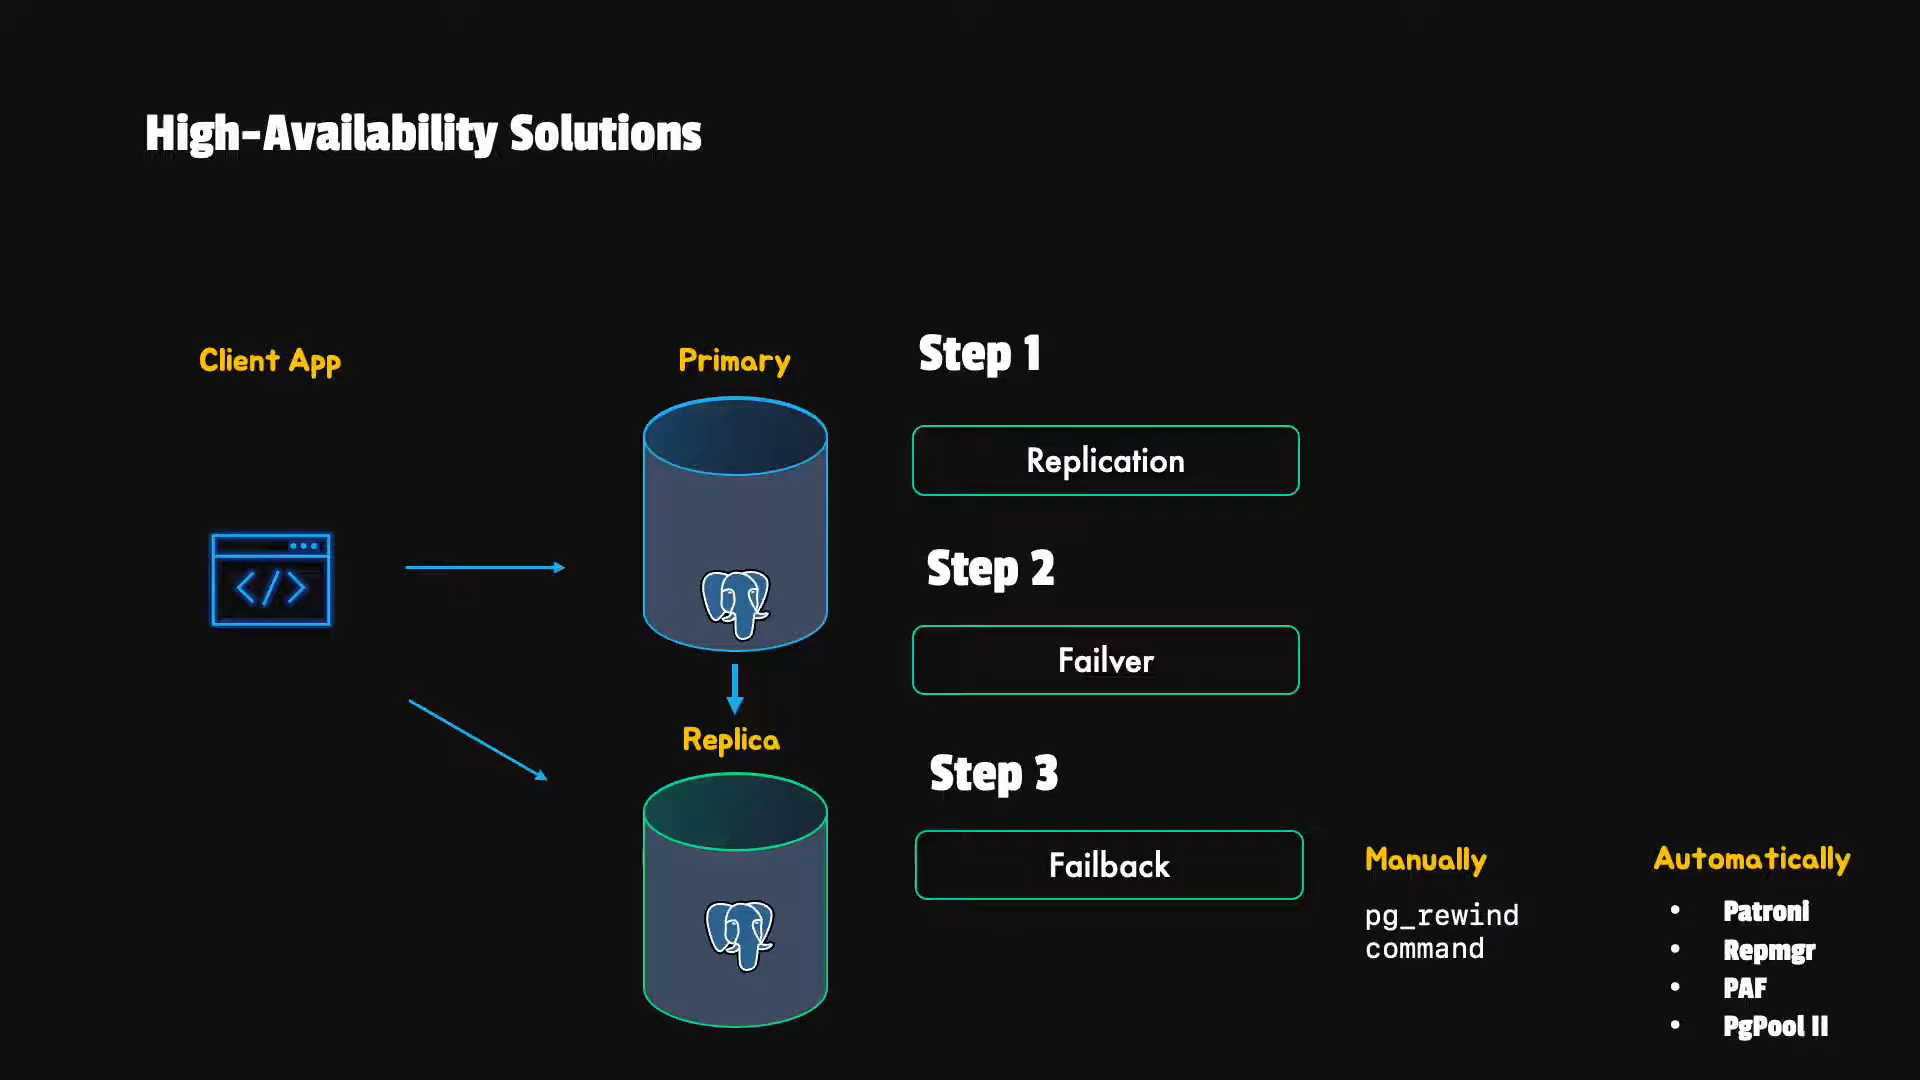 High-Availability Solutions
Client App
</>
Primary
Replica
Step 1
Replication
Step 2
Failver
Step 3
Failback
Manually
pg_rewind
command
Automatically
• Patroni
• Repmgr
• PAF
• PgPool II